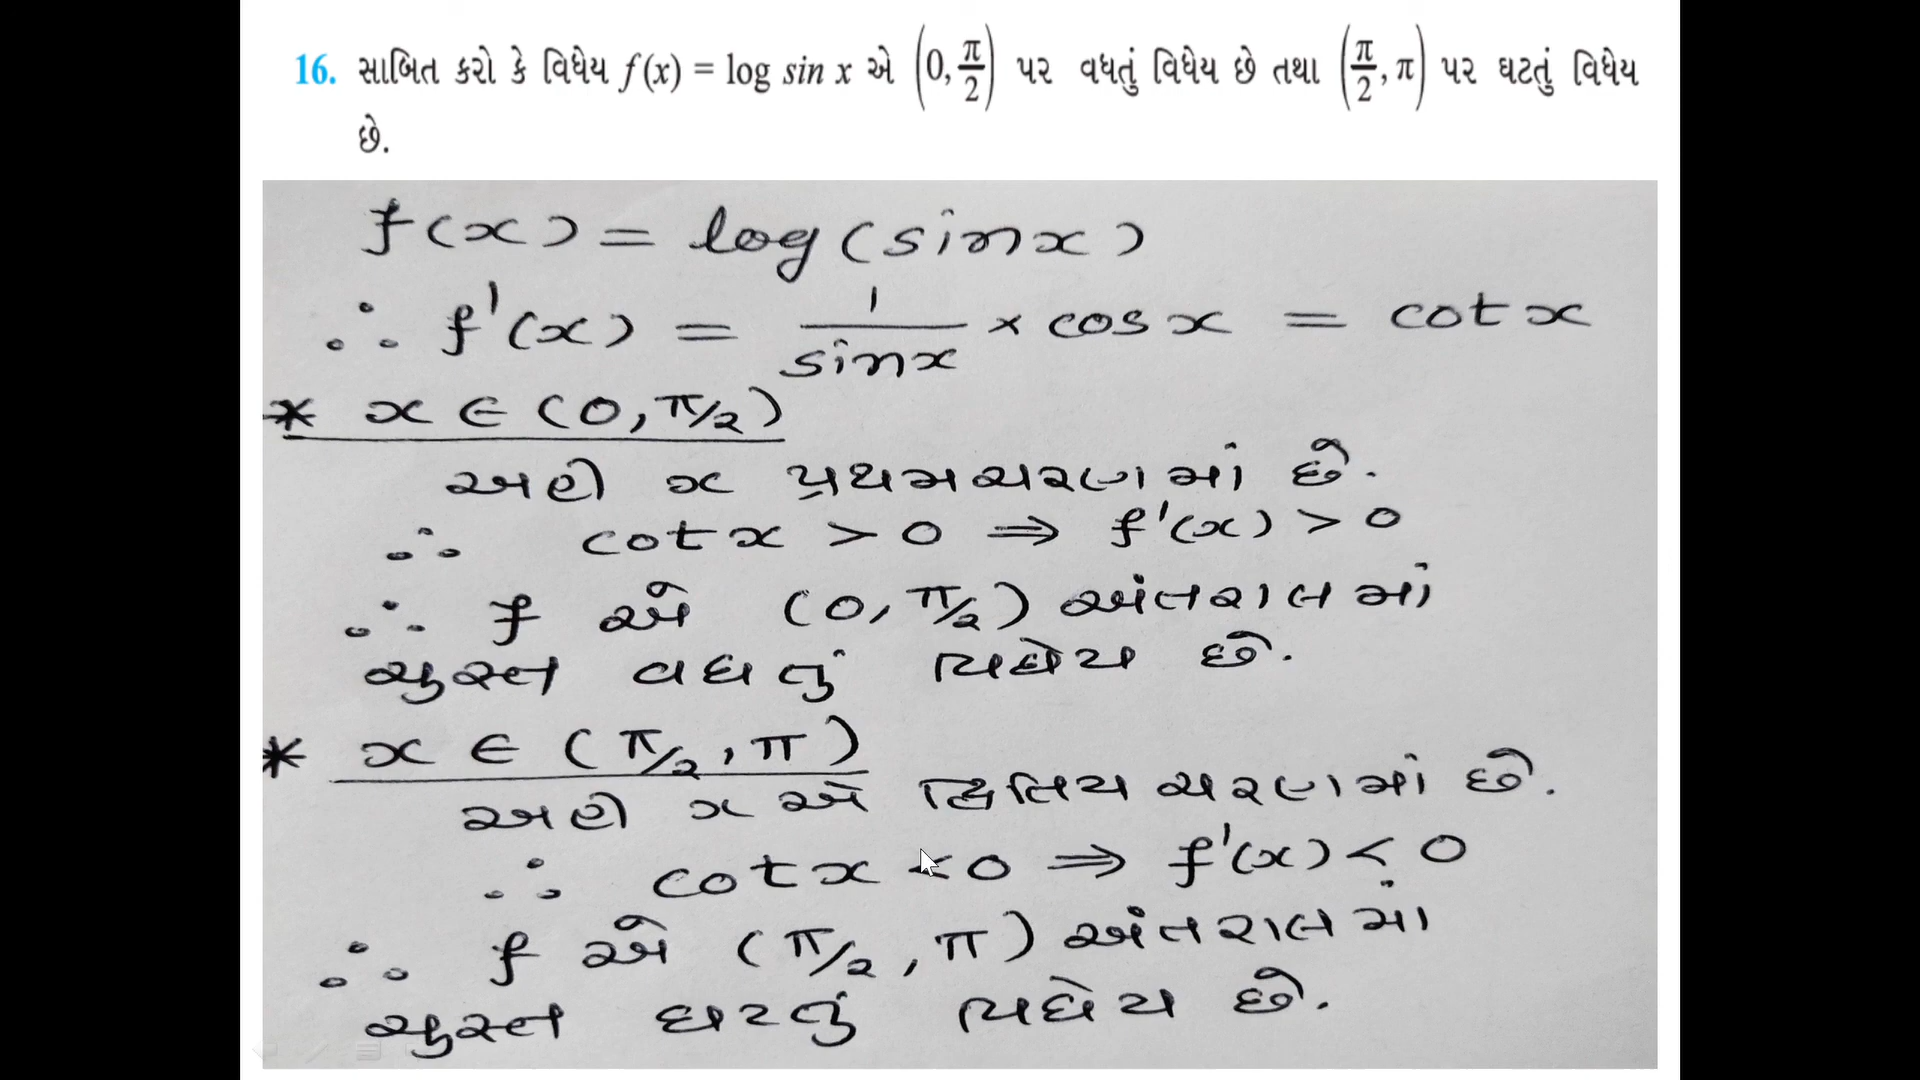 16. સાબિત કરો કે વિધેય f(x) = log sin x એ (0, π/2) પર વધતું વિધેય છે તથા (π/2, π) પર ઘટતું વિધેય
છે.
f(x) = log(sinx)
∴ f'(x) = 1/sinx × cosx = cotx
* x ∈ (0, π/2)
અહીં x પ્રથમ ચરણમાં છે.
∴ cotx > 0 ⇒ f'(x) > 0
∴ f એ (0, π/2) અંતરાલમાં
ચુસ્ત વધતું વિધેય છે.
* x ∈ (π/2, π)
અહીં x એ દ્વિતિય ચરણમાં છે.
∴ cotx < 0 ⇒ f'(x) < 0
∴ f એ (π/2, π) અંતરાલમાં
ચુસ્ત ઘટતું વિધેય છે.